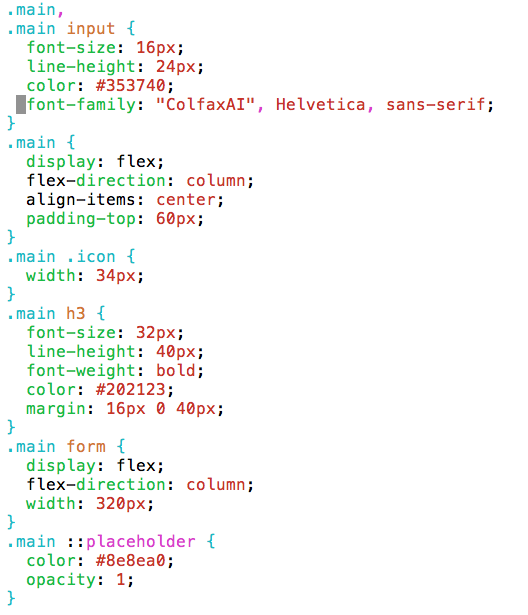 .main,
.main input {
  font-size: 16px;
  line-height: 24px;
  color: #353740;
  font-family: "ColfaxAI", Helvetica, sans-serif;
}
.main {
  display: flex;
  flex-direction: column;
  align-items: center;
  padding-top: 60px;
}
.main .icon {
  width: 34px;
}
.main h3 {
  font-size: 32px;
  line-height: 40px;
  font-weight: bold;
  color: #202123;
  margin: 16px 0 40px;
}
.main form {
  display: flex;
  flex-direction: column;
  width: 320px;
}
.main ::placeholder {
  color: #8e8ea0;
  opacity: 1;
}